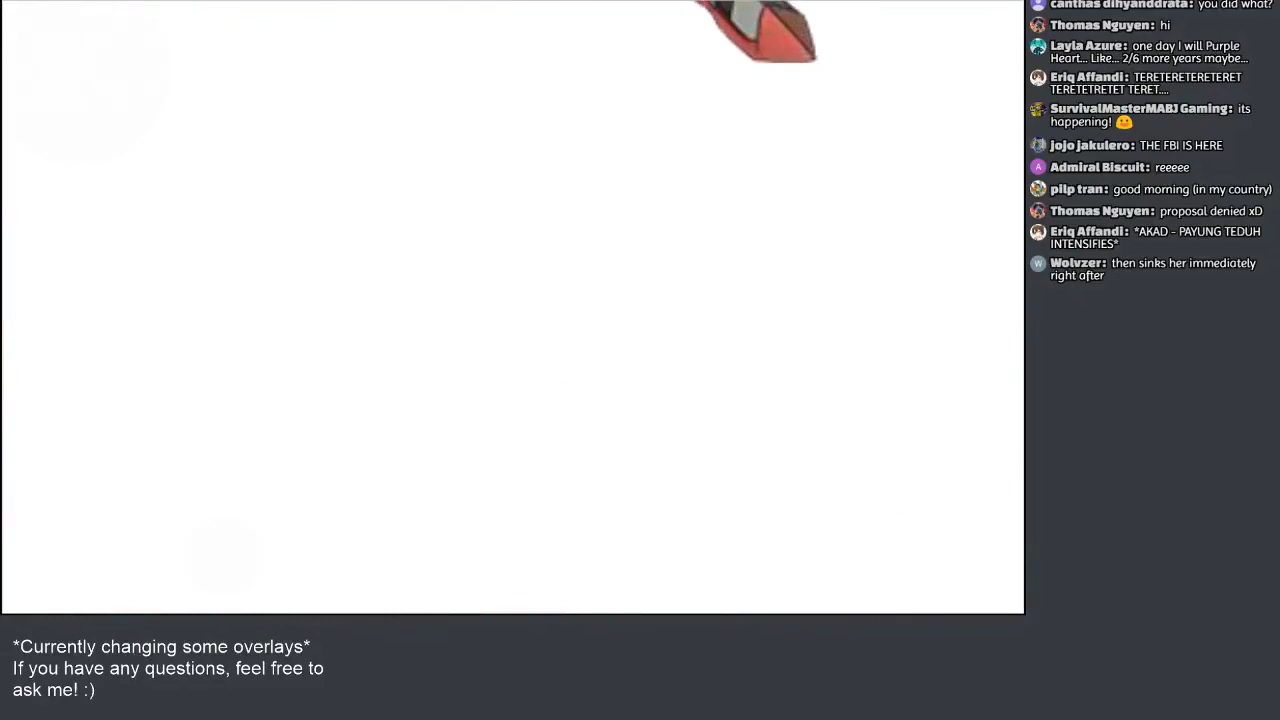 canthas dihyanddrata: you did what?
Thomas Nguyen: hi
Layla Azure: one day I will Purple
Heart... Like... 2/6 more years maybe...
Eriq Affandi: TERETERETERETERET
TERETETRETET TERET....
SurvivalMasterMABJ Gaming: its
happening!
jojo jakulero: THE FBI IS HERE
A Admiral Biscuit: reeeee
pilp tran: good morning (in my country)
Thomas Nguyen: proposal denied xD
Eriq Affandi: *AKAD - PAYUNG TEDUH
INTENSIFIES*
W Wolvzer: then sinks her immediately
right after
*Currently changing some overlays*
If you have any questions, feel free to
ask me! :)